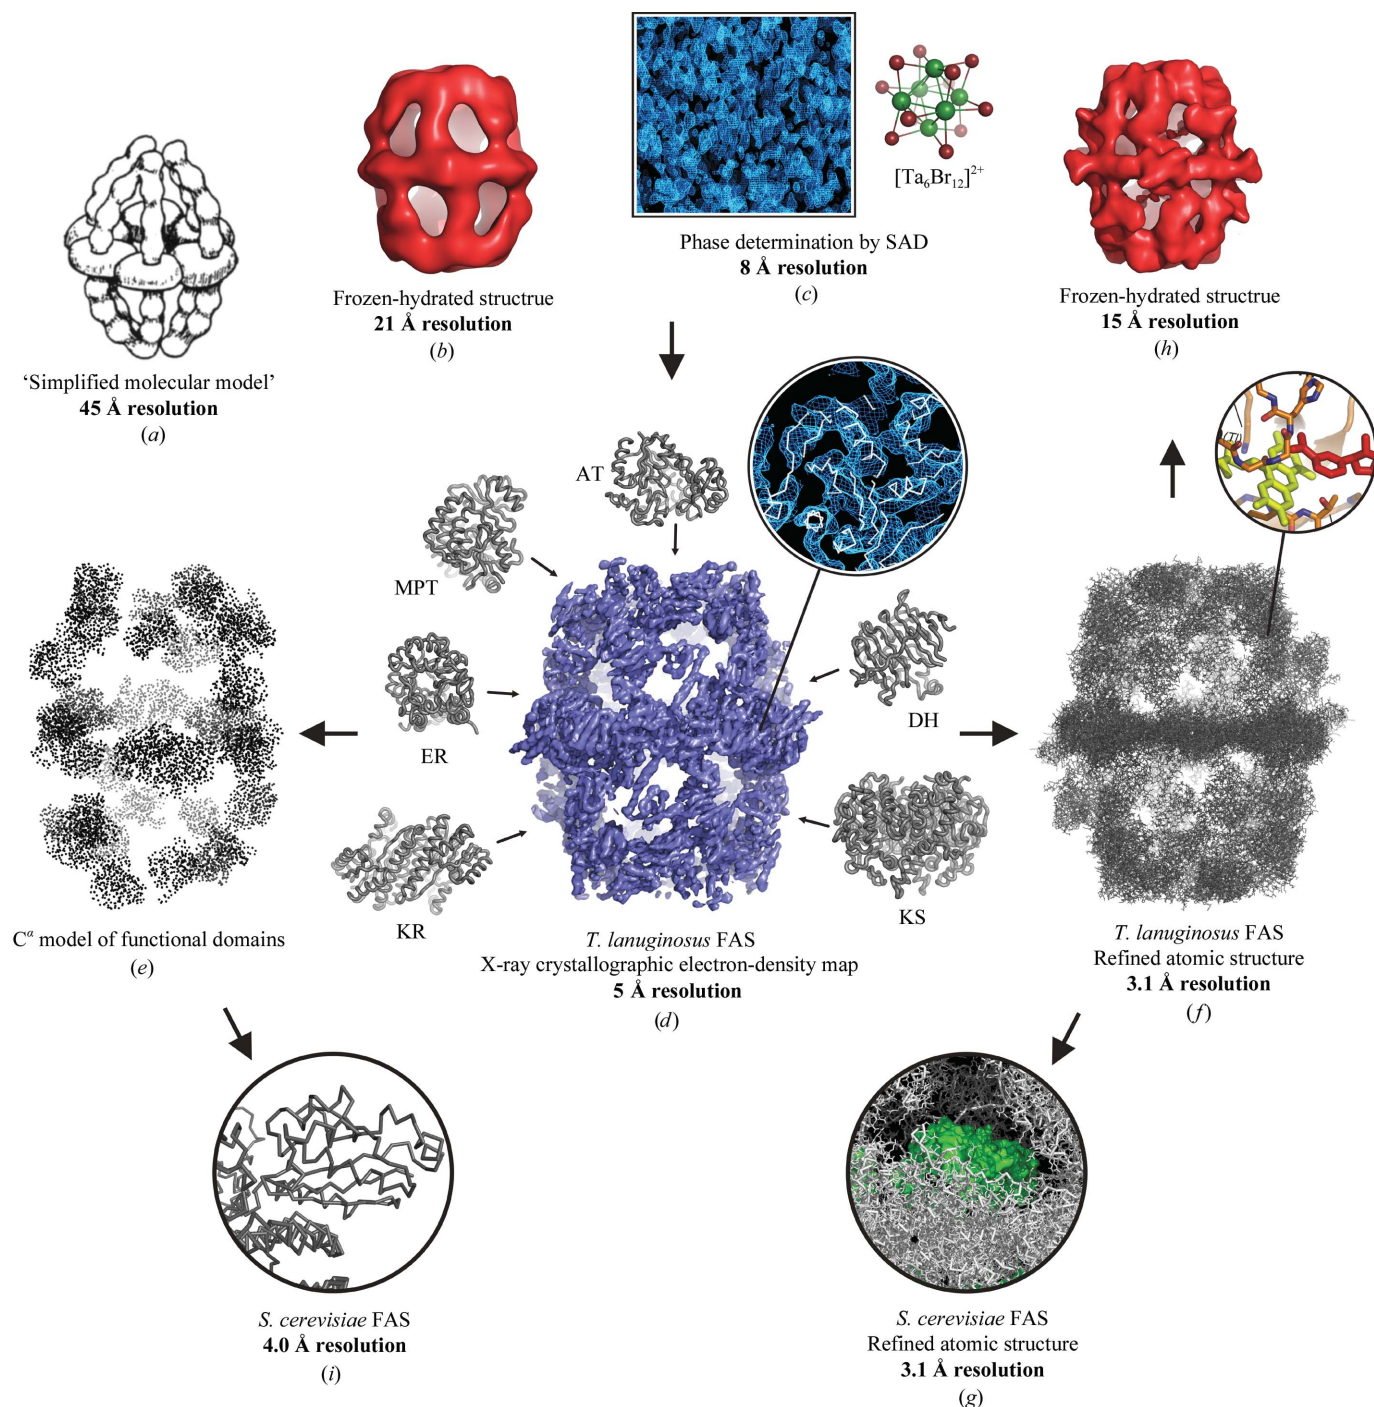 [Ta6Br12]2+
Phase determination by SAD
8 Å resolution
(c)
Frozen-hydrated structrue
21 Å resolution
(b)
Frozen-hydrated structrue
15 Å resolution
(h)
'Simplified molecular model'
45 Å resolution
(a)
AT
MPT
ER
KR
DH
KS
Cα model of functional domains
(e)
T. lanuginosus FAS
X-ray crystallographic electron-density map
5 Å resolution
(d)
T. lanuginosus FAS
Refined atomic structure
3.1 Å resolution
(f)
S. cerevisiae FAS
4.0 Å resolution
(i)
S. cerevisiae FAS
Refined atomic structure
3.1 Å resolution
(g)